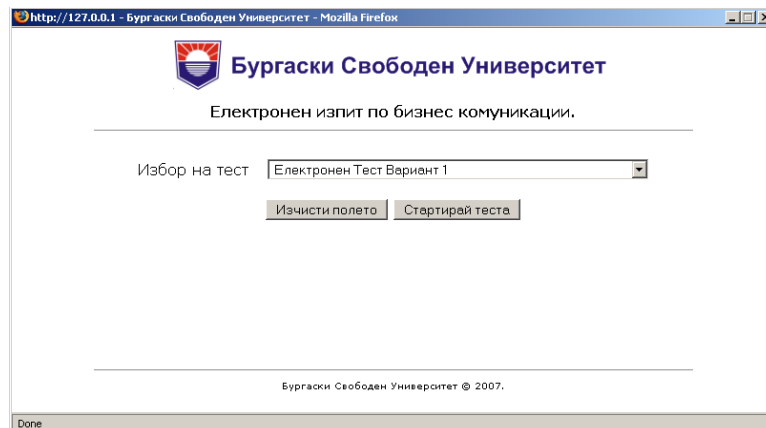 http://127.0.0.1 - Бургаски Свободен Университет - Mozilla Firefox
Бургаски Свободен Университет
Електронен изпит по бизнес комуникации.
Избор на тест Електронен Тест Вариант 1
Изчисти полето Стартирай теста
Бургаски Свободен Университет © 2007.
Done